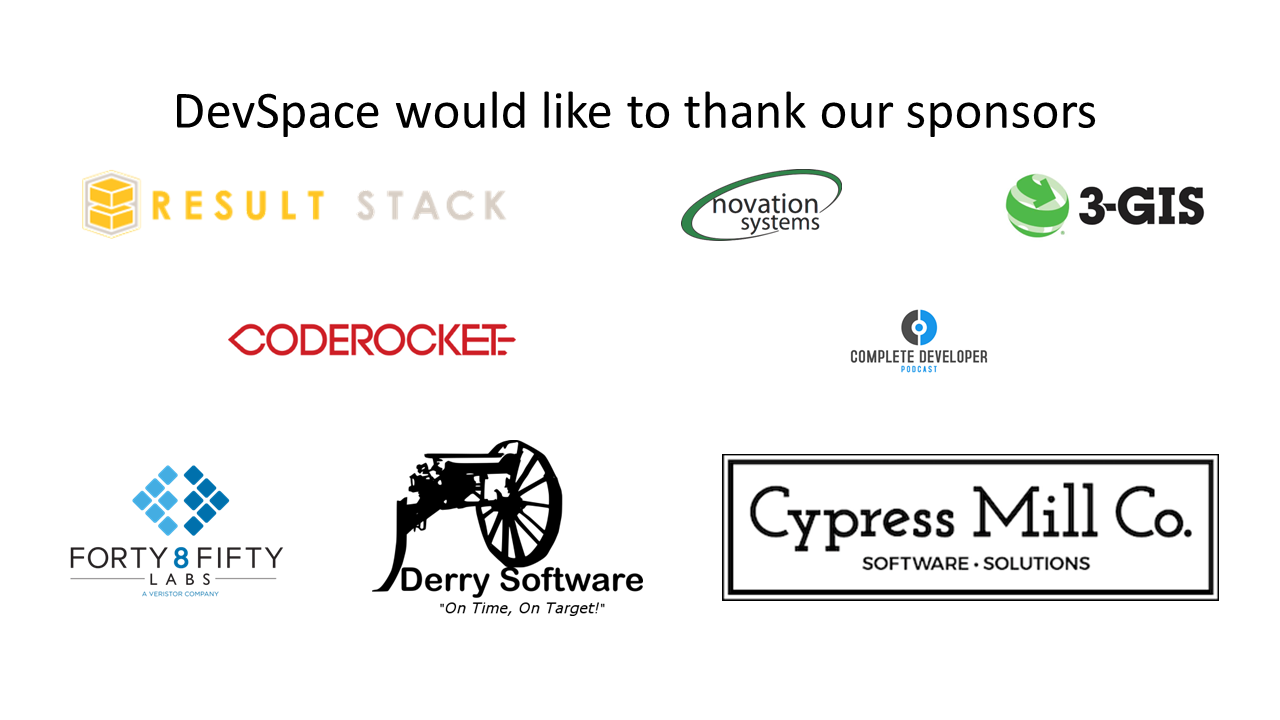 DevSpace would like to thank our sponsors
RESULT STACK
novation
systems
3-GIS
CODEROCKET
COMPLETE DEVELOPER
PODCAST
FORTY 8 FIFTY
LABS
A VERISTOR COMPANY
Derry Software
"On Time, On Target!"
Cypress Mill Co.
SOFTWARE • SOLUTIONS